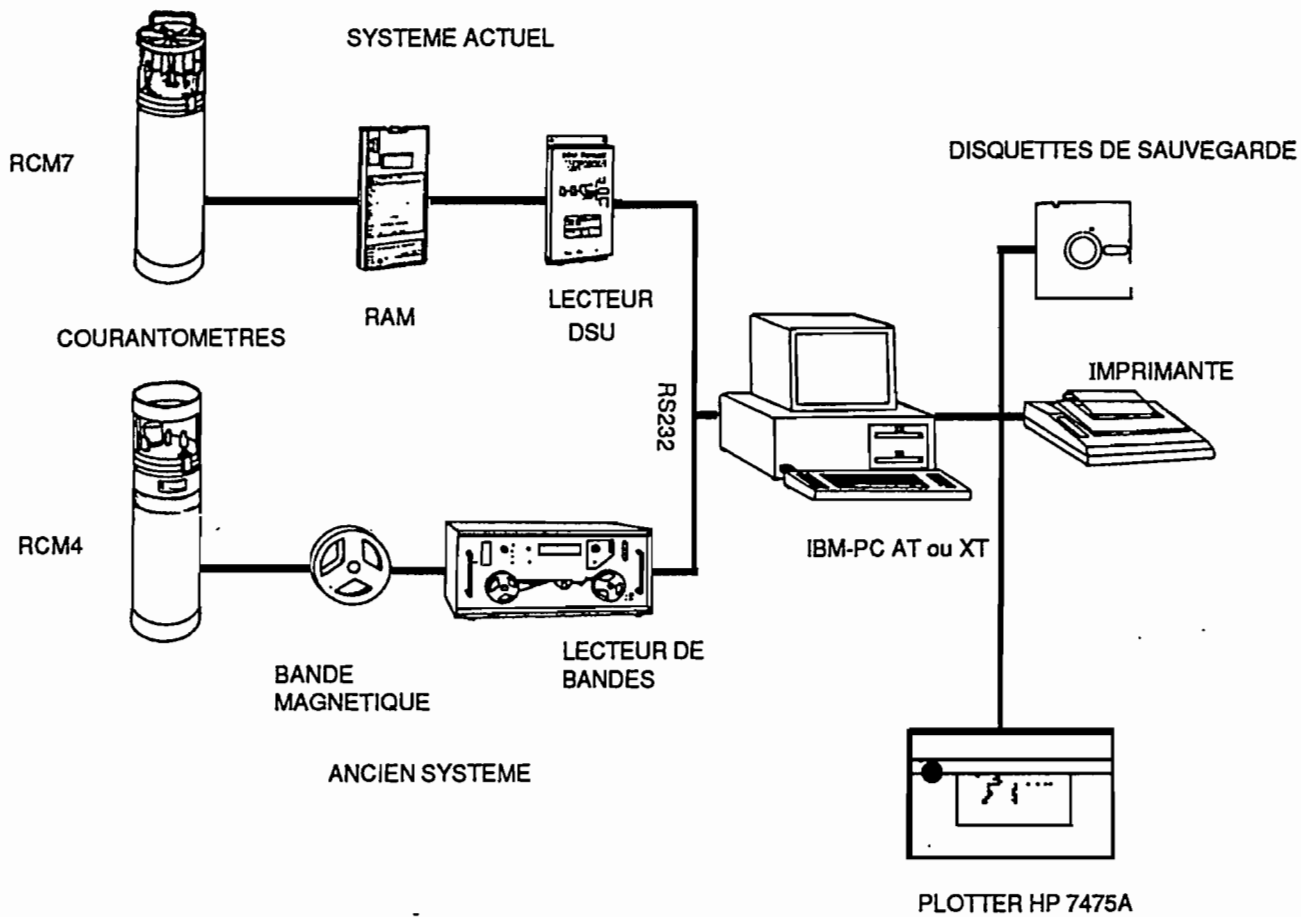 SYSTEME ACTUEL
RCM7
DISQUETTES DE SAUVEGARDE
RAM
LECTEUR
DSU
COURANTOMETRES
RS232
IMPRIMANTE
RCM4
IBM-PC AT ou XT
BANDE
MAGNETIQUE
LECTEUR DE
BANDES
ANCIEN SYSTEME
PLOTTER HP 7475A